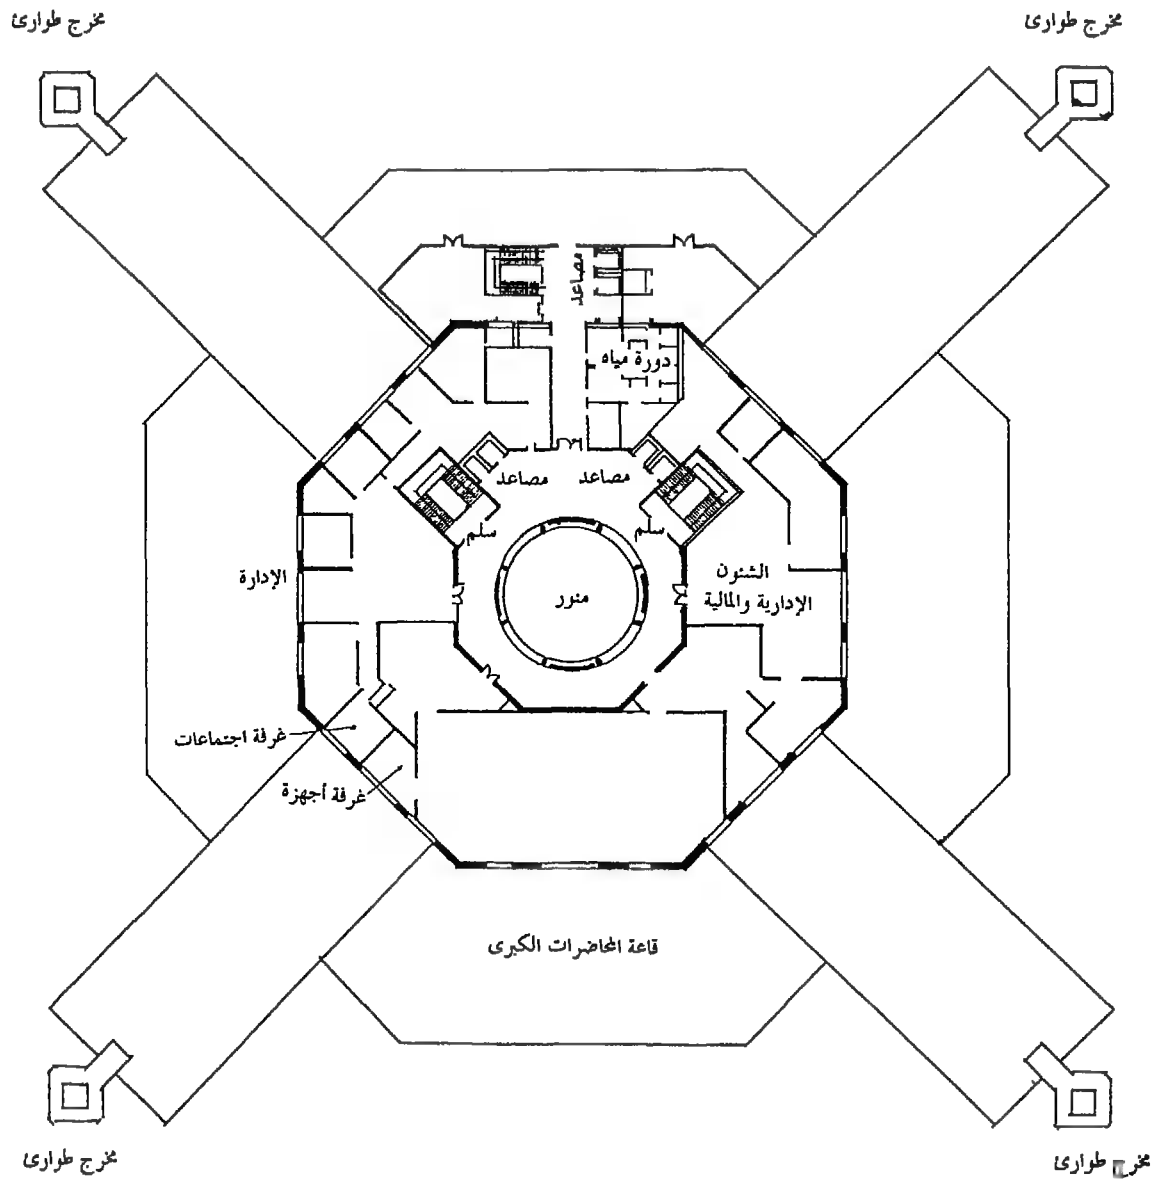 مخرج طوارئ
مخرج طوارئ
مصاعد
دورة مياه
مصاعد
مصاعد
سلم
سلم
الشئون
الإدارية والمالية
منور
الإدارة
غرفة اجتماعات
غرفة أجهزة
قاعة المحاضرات الكبرى
مخرج طوارئ
مخرج طوارئ